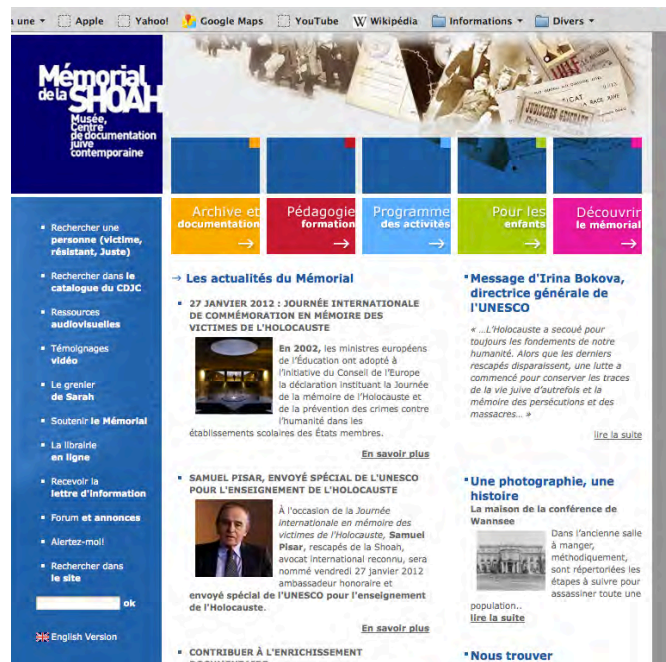 a une
Apple
Yahoo!
Google Maps
YouTube
Wikipédia
Informations
Divers
Mémorial
de la SHOAH
Musée,
Centre
de documentation
juive
contemporaine
JUDISCHES GESCHÄFT
Archive et
documentation
→
Pédagogie
formation
→
Programme
des activités
→
Pour les
enfants
→
Découvrir
le mémorial
→
Rechercher une
personne (victime,
résistant, Juste)
Rechercher dans le
catalogue du CDJC
Ressources
audiovisuelles
Témoignages
vidéo
Le grenier
de Sarah
Soutenir le Mémorial
La librairie
en ligne
Recevoir la
lettre d'information
Forum et annonces
Alertez-moi!
Rechercher dans
le site
ok
English Version
→ Les actualités du Mémorial
27 JANVIER 2012 : JOURNÉE INTERNATIONALE
DE COMMÉMORATION EN MÉMOIRE DES
VICTIMES DE L'HOLOCAUSTE
En 2002, les ministres européens
de l'Éducation ont adopté à
l'initiative du Conseil de l'Europe
la déclaration instituant la Journée
de la mémoire de l'Holocauste et
de la prévention des crimes contre
l'humanité dans les
établissements scolaires des États membres.
En savoir plus
SAMUEL PISAR, ENVOYÉ SPÉCIAL DE L'UNESCO
POUR L'ENSEIGNEMENT DE L'HOLOCAUSTE
À l'occasion de la Journée
internationale en mémoire des
victimes de l'Holocauste, Samuel
Pisar, rescapés de la Shoah,
avocat international reconnu, sera
nommé vendredi 27 janvier 2012
ambassadeur honoraire et
envoyé spécial de l'UNESCO pour l'enseignement
de l'Holocauste.
En savoir plus
CONTRIBUER À L'ENRICHISSEMENT
Message d'Irina Bokova,
directrice générale de
l'UNESCO
« ...L'Holocauste a secoué pour
toujours les fondements de notre
humanité. Alors que les derniers
rescapés disparaissent, une lutte a
commencé pour conserver les traces
de la vie juive d'autrefois et la
mémoire des persécutions et des
massacres... »
lire la suite
Une photographie, une
histoire
La maison de la conférence de
Wannsee
Dans l'ancienne salle
à manger,
méthodiquement,
sont répertoriées les
étapes à suivre pour
assassiner toute une
population..
lire la suite
Nous trouver